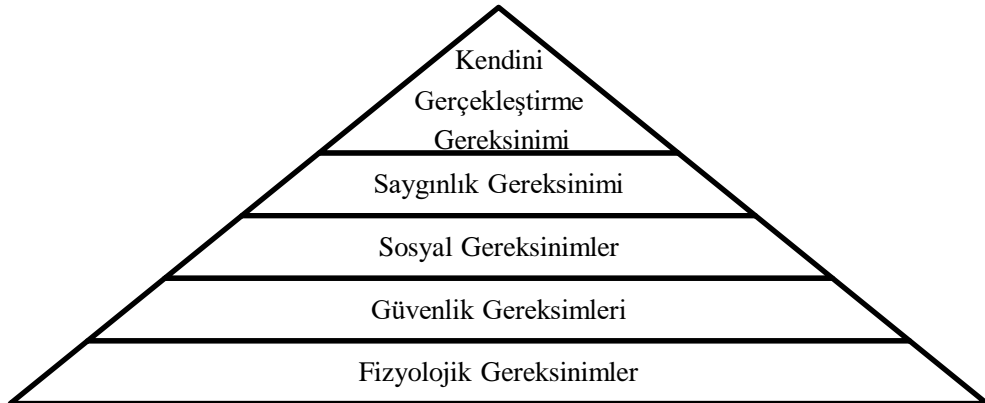 Kendini
Gerçekleştirme
Gereksinimi
Saygınlık Gereksinimi
Sosyal Gereksinimler
Güvenlik Gereksimleri
Fizyolojik Gereksinimler